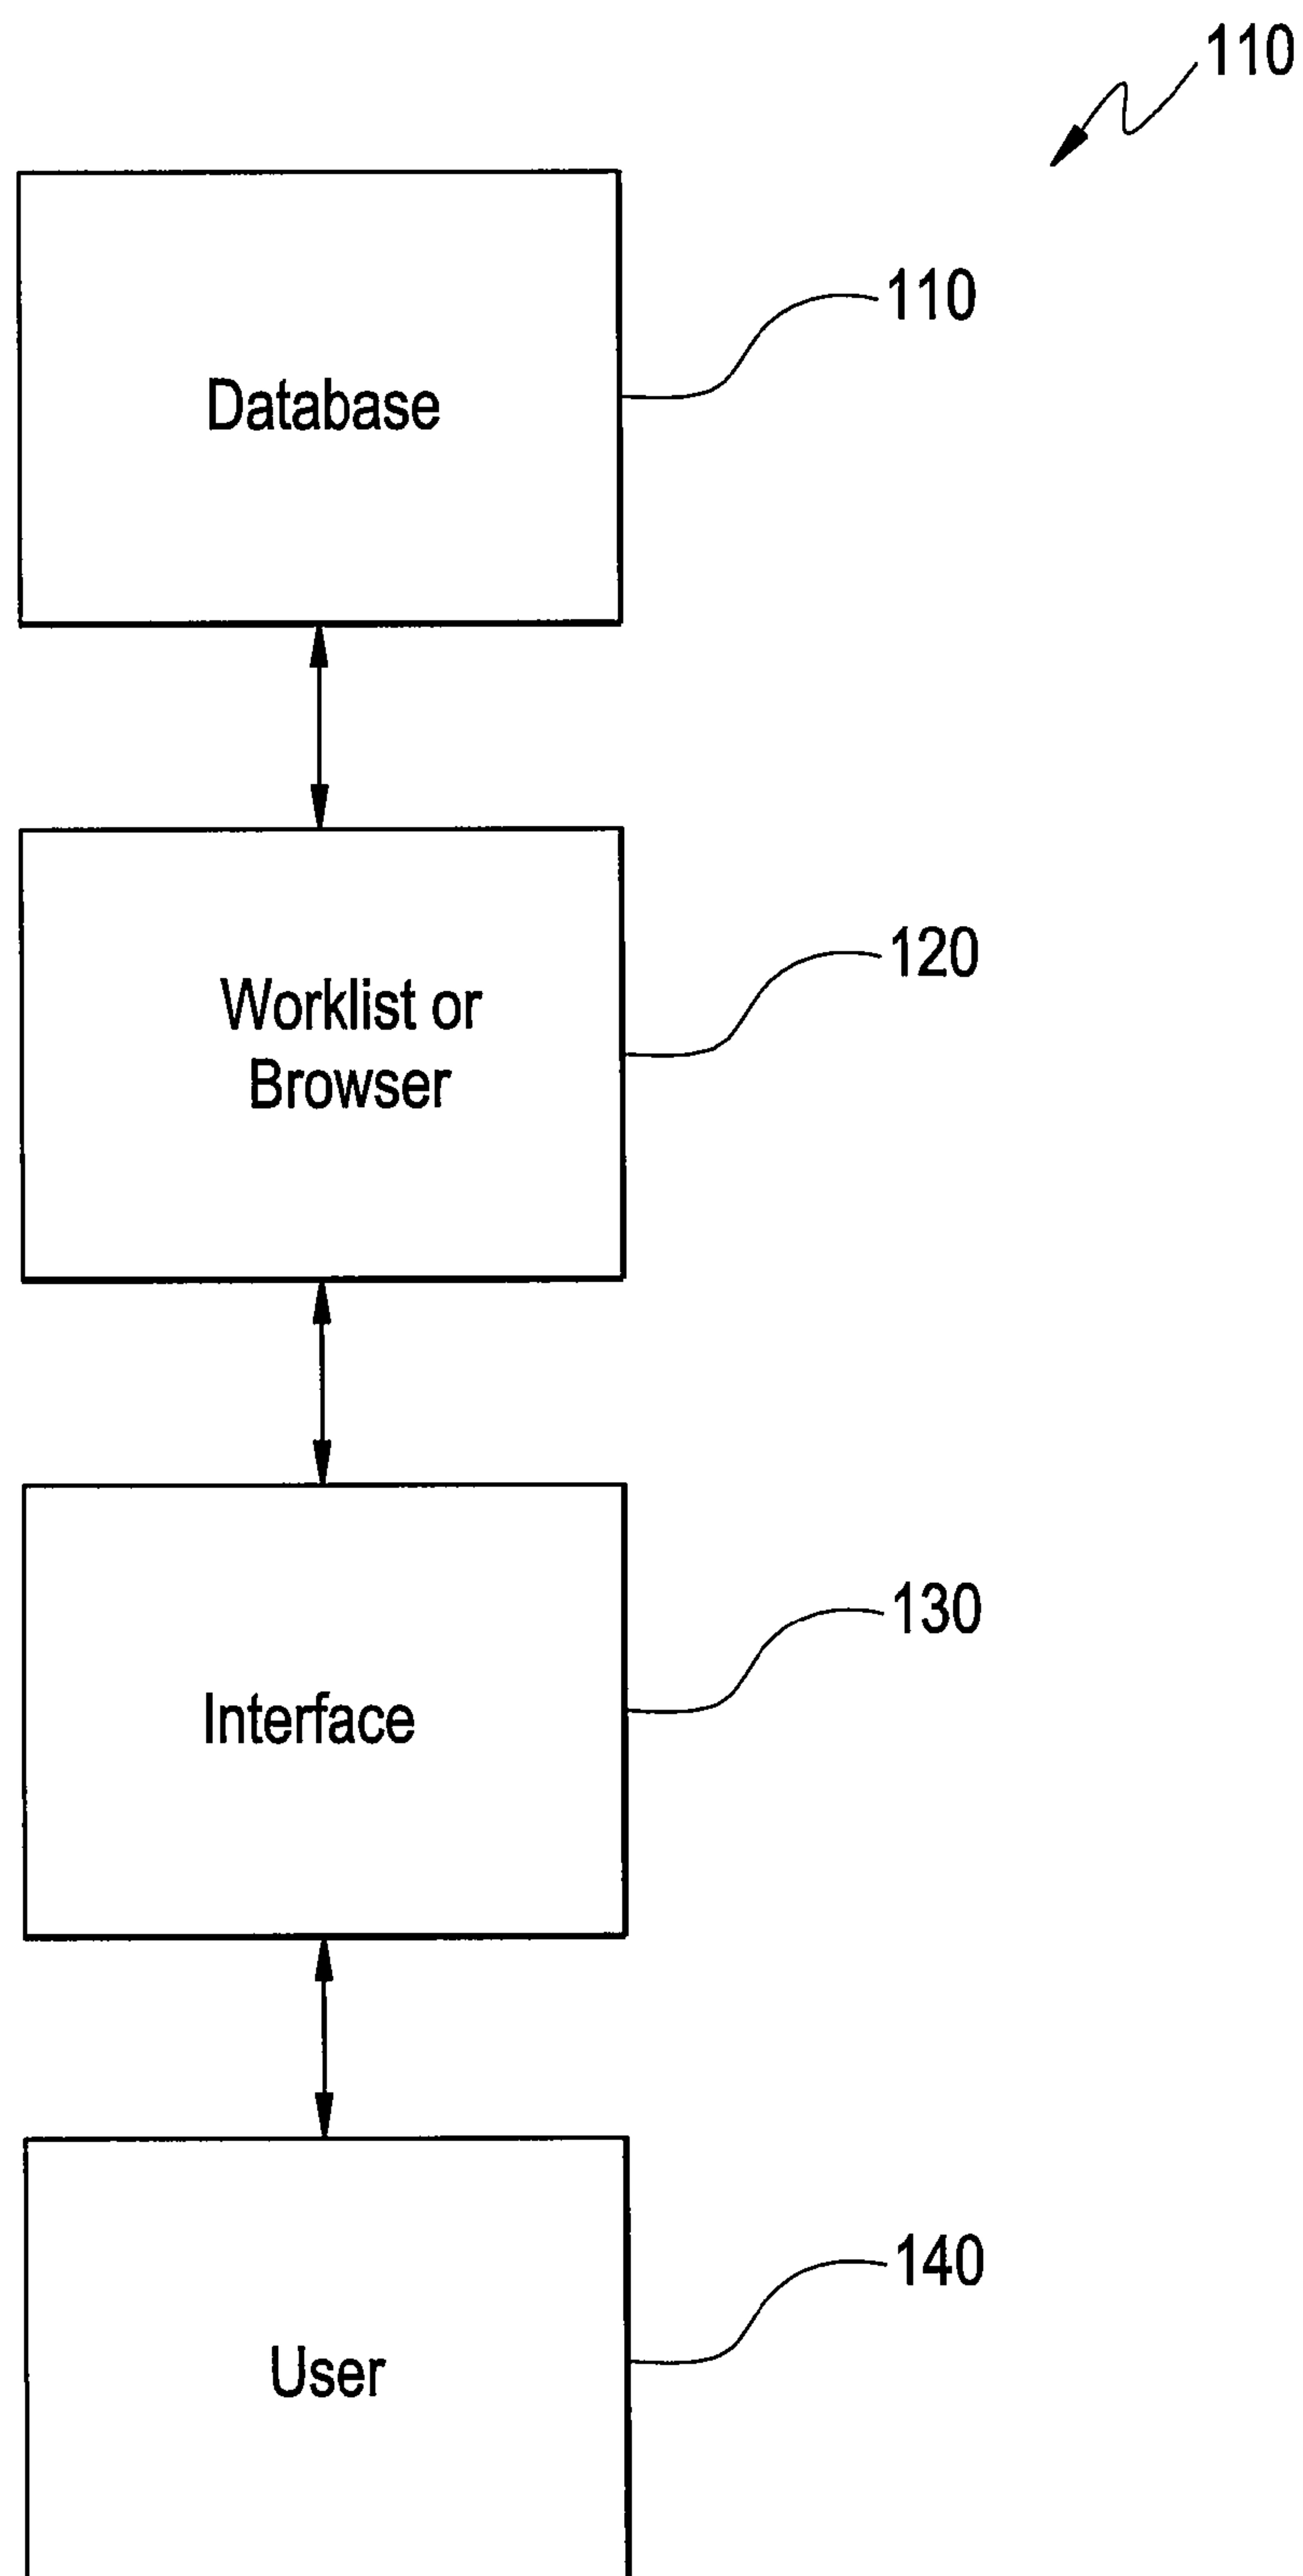 110
110
Database
120
Worklist or
Browser
130
Interface
140
User